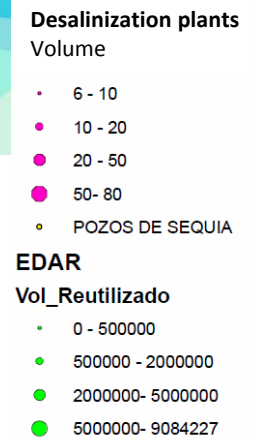 Desalinization plants
Volume
6 - 10
10 - 20
20 - 50
50- 80
POZOS DE SEQUIA
EDAR
Vol_Reutilizado
0 - 500000
500000 - 2000000
2000000- 5000000
5000000- 9084227